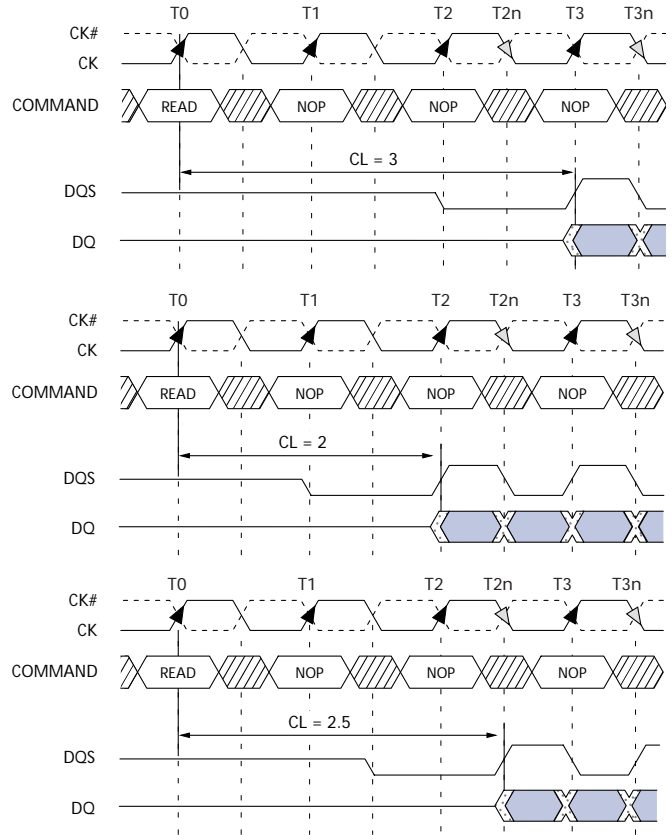 T0 T1 T2 T2n T3 T3n
CK#
CK
COMMAND READ NOP NOP NOP
CL = 3
DQS
DQ
T0 T1 T2 T2n T3 T3n
CK#
CK
COMMAND READ NOP NOP NOP
CL = 2
DQS
DQ
T0 T1 T2 T2n T3 T3n
CK#
CK
COMMAND READ NOP NOP NOP
CL = 2.5
DQS
DQ